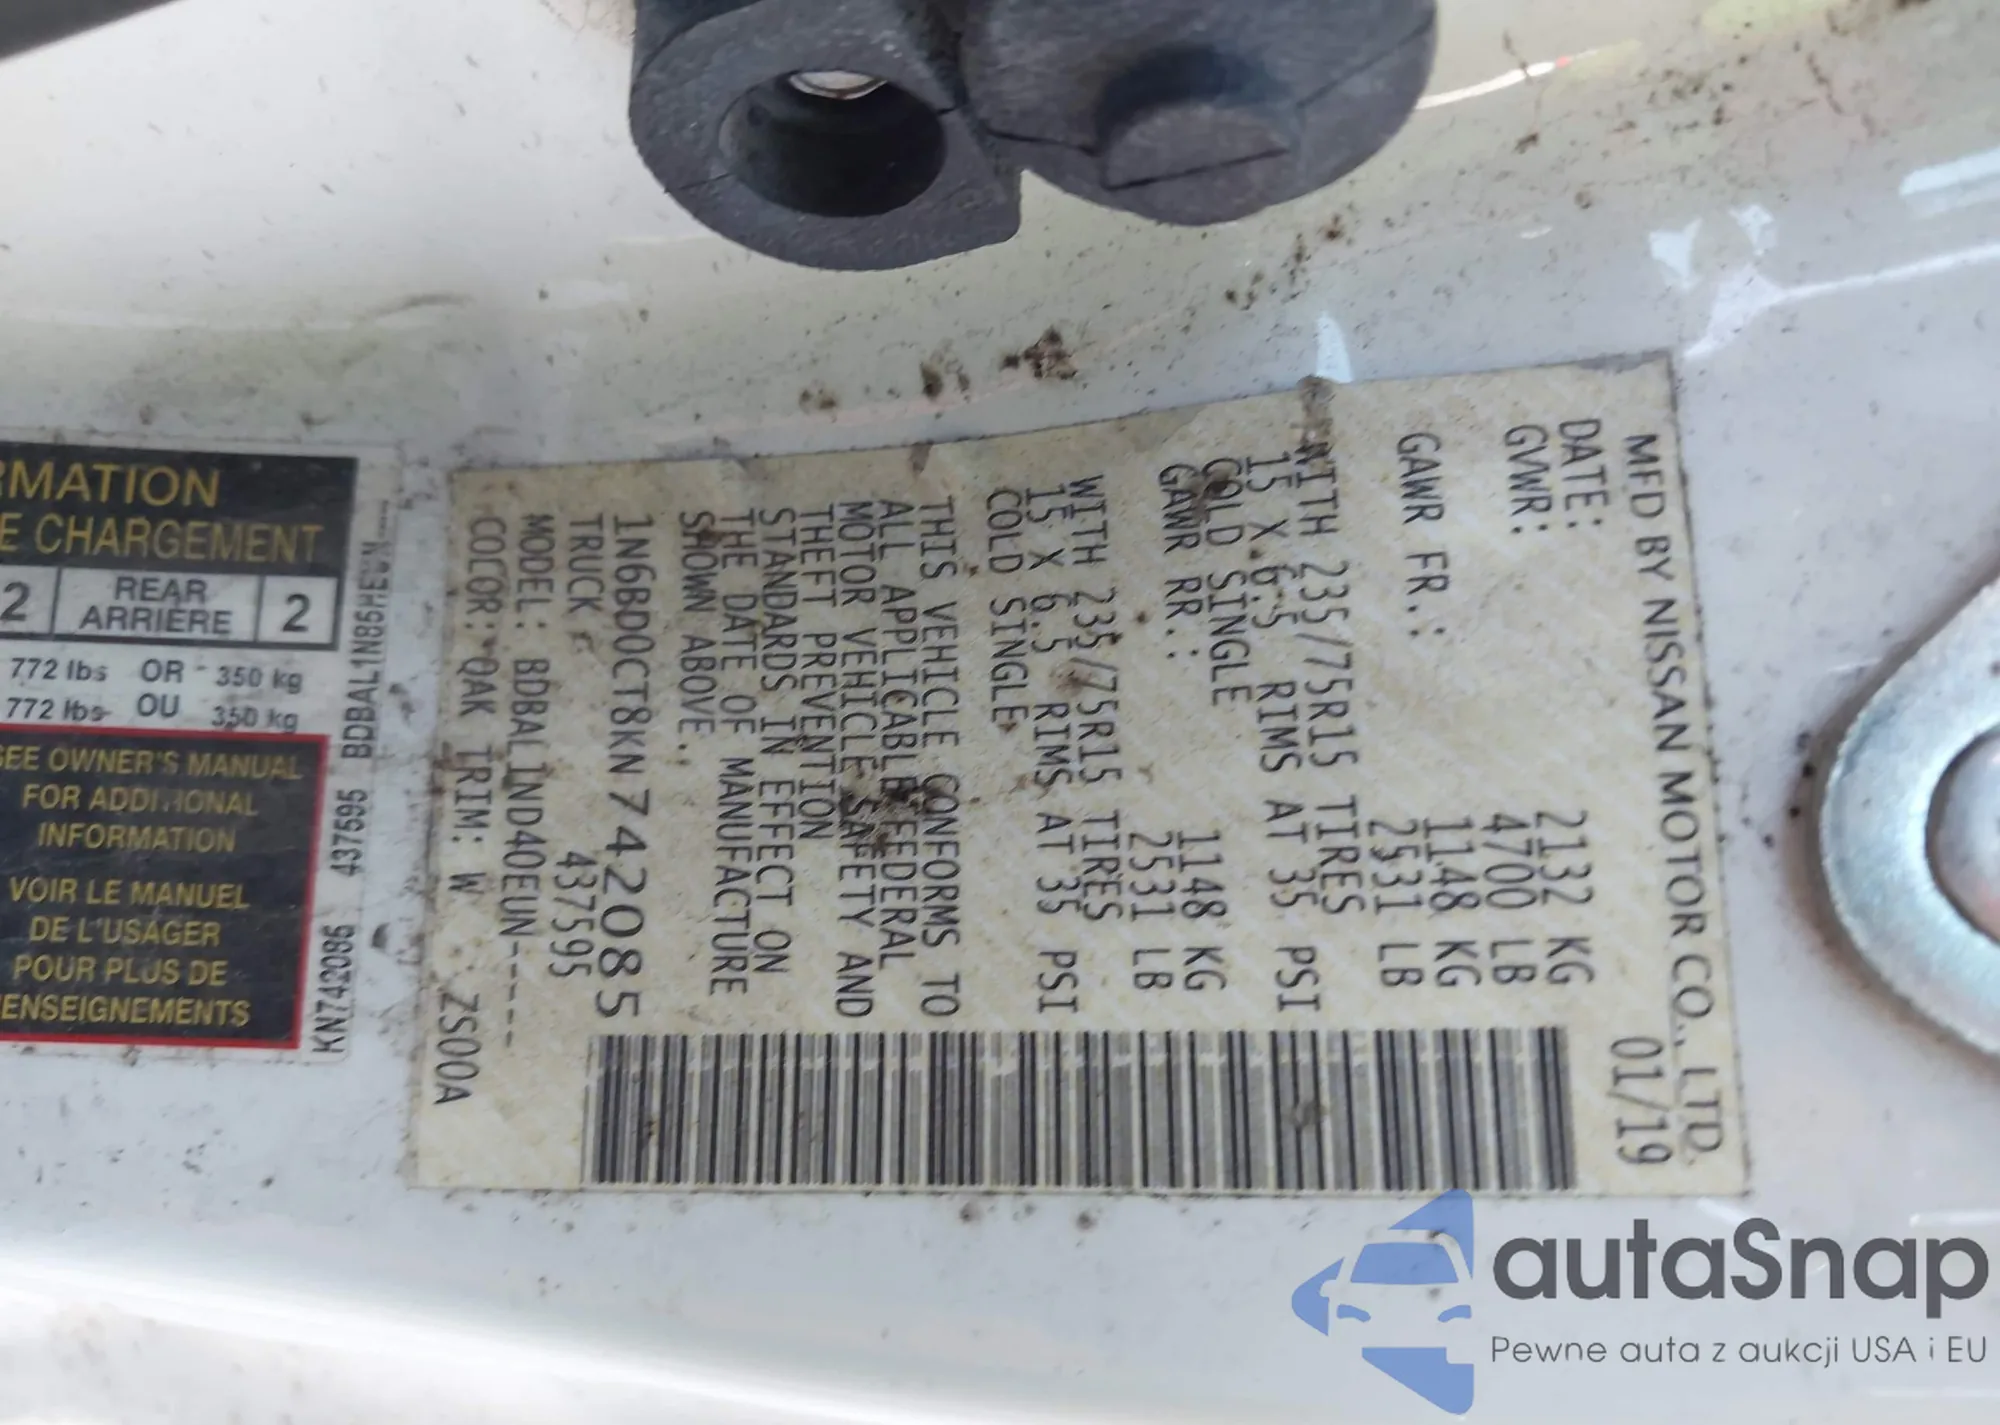 MFD BY NISSAN MOTOR CO., LTD.
DATE: 01/19
GVWR: 2132 KG
4700 LB
GAWR FR.: 1148 KG
2531 LB
WITH 235/75R15 TIRES
15 X 6.5 RIMS AT 35 PSI
COLD SINGLE
GAWR RR.: 1148 KG
2531 LB
WITH 235/75R15 TIRES
15 X 6.5 RIMS AT 35 PSI
COLD SINGLE
THIS VEHICLE CONFORMS TO
ALL APPLICABLE FEDERAL
MOTOR VEHICLE SAFETY AND
THEFT PREVENTION
STANDARDS IN EFFECT ON
THE DATE OF MANUFACTURE
SHOWN ABOVE.:
1N6BD0CT8KN742085
TRUCK 437595
MODEL: BDBAL1ND40EUN-----
COLOR: QAK TRIM: W ZS00A
RMATION
E CHARGEMENT
2 REAR ARRIÈRE 2
772 lbs OR 350 kg
772 lbs OU 350 kg
SEE OWNER'S MANUAL
FOR ADDITIONAL
INFORMATION
VOIR LE MANUEL
DE L'USAGER
POUR PLUS DE
ENSEIGNEMENTS
KN742085 437595
autaSnap
Pewne auta z aukcji USA i EU